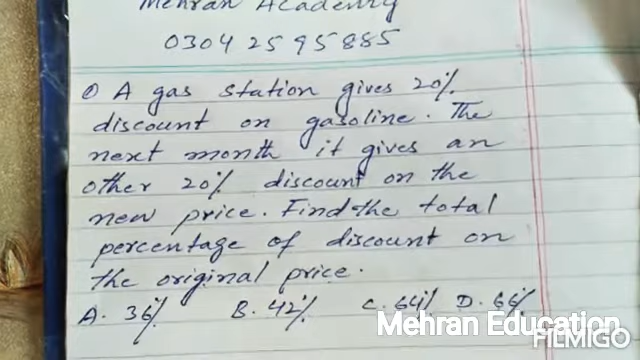 Mehran Academy
0304 2595885
A gas station gives 20%
discount on gasoline. The
next month it gives an
other 20% discount on the
new price. Find the total
percentage of discount on
the original price.
A. 36% B. 42% C. 64% D. 66%
Mehran Education
FILMIGO